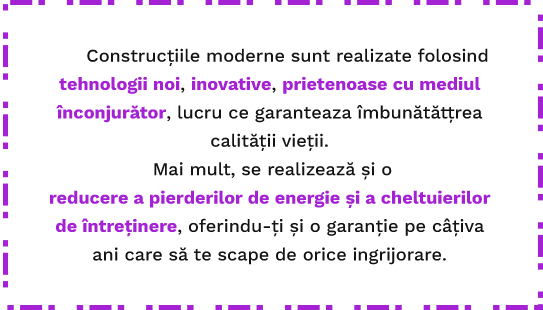 Construcțiile moderne sunt realizate folosind
tehnologii noi, inovative, prietenoase cu mediul
înconjurător, lucru ce garanteaza îmbunătătțrea
calității vieții.
Mai mult, se realizează și o
reducere a pierderilor de energie și a cheltuierilor
de întreținere, oferindu-ți și o garanție pe câțiva
ani care să te scape de orice ingrijorare.